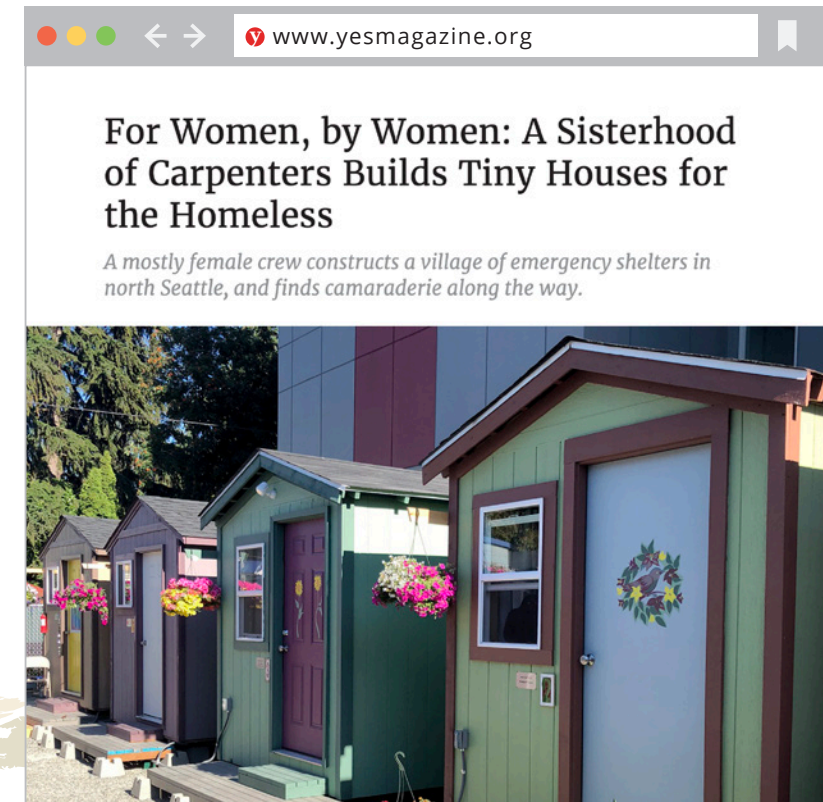 www.yesmagazine.org
For Women, by Women: A Sisterhood
of Carpenters Builds Tiny Houses for
the Homeless
A mostly female crew constructs a village of emergency shelters in
north Seattle, and finds camaraderie along the way.